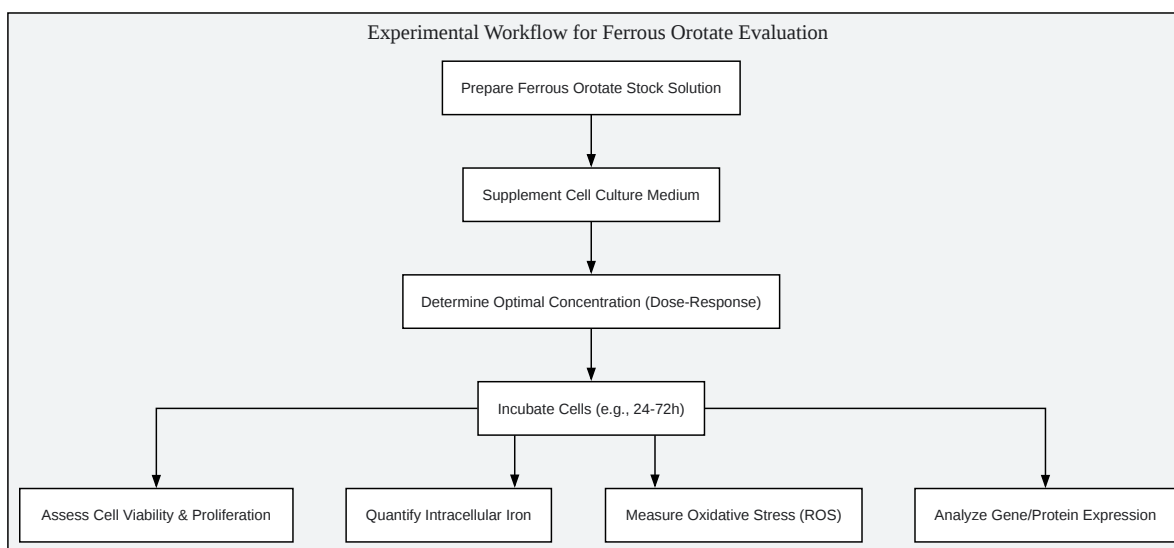 Experimental Workflow for Ferrous Orotate Evaluation
Prepare Ferrous Orotate Stock Solution
Supplement Cell Culture Medium
Determine Optimal Concentration (Dose-Response)
Incubate Cells (e.g., 24-72h)
Assess Cell Viability & Proliferation
Quantify Intracellular Iron
Measure Oxidative Stress (ROS)
Analyze Gene/Protein Expression